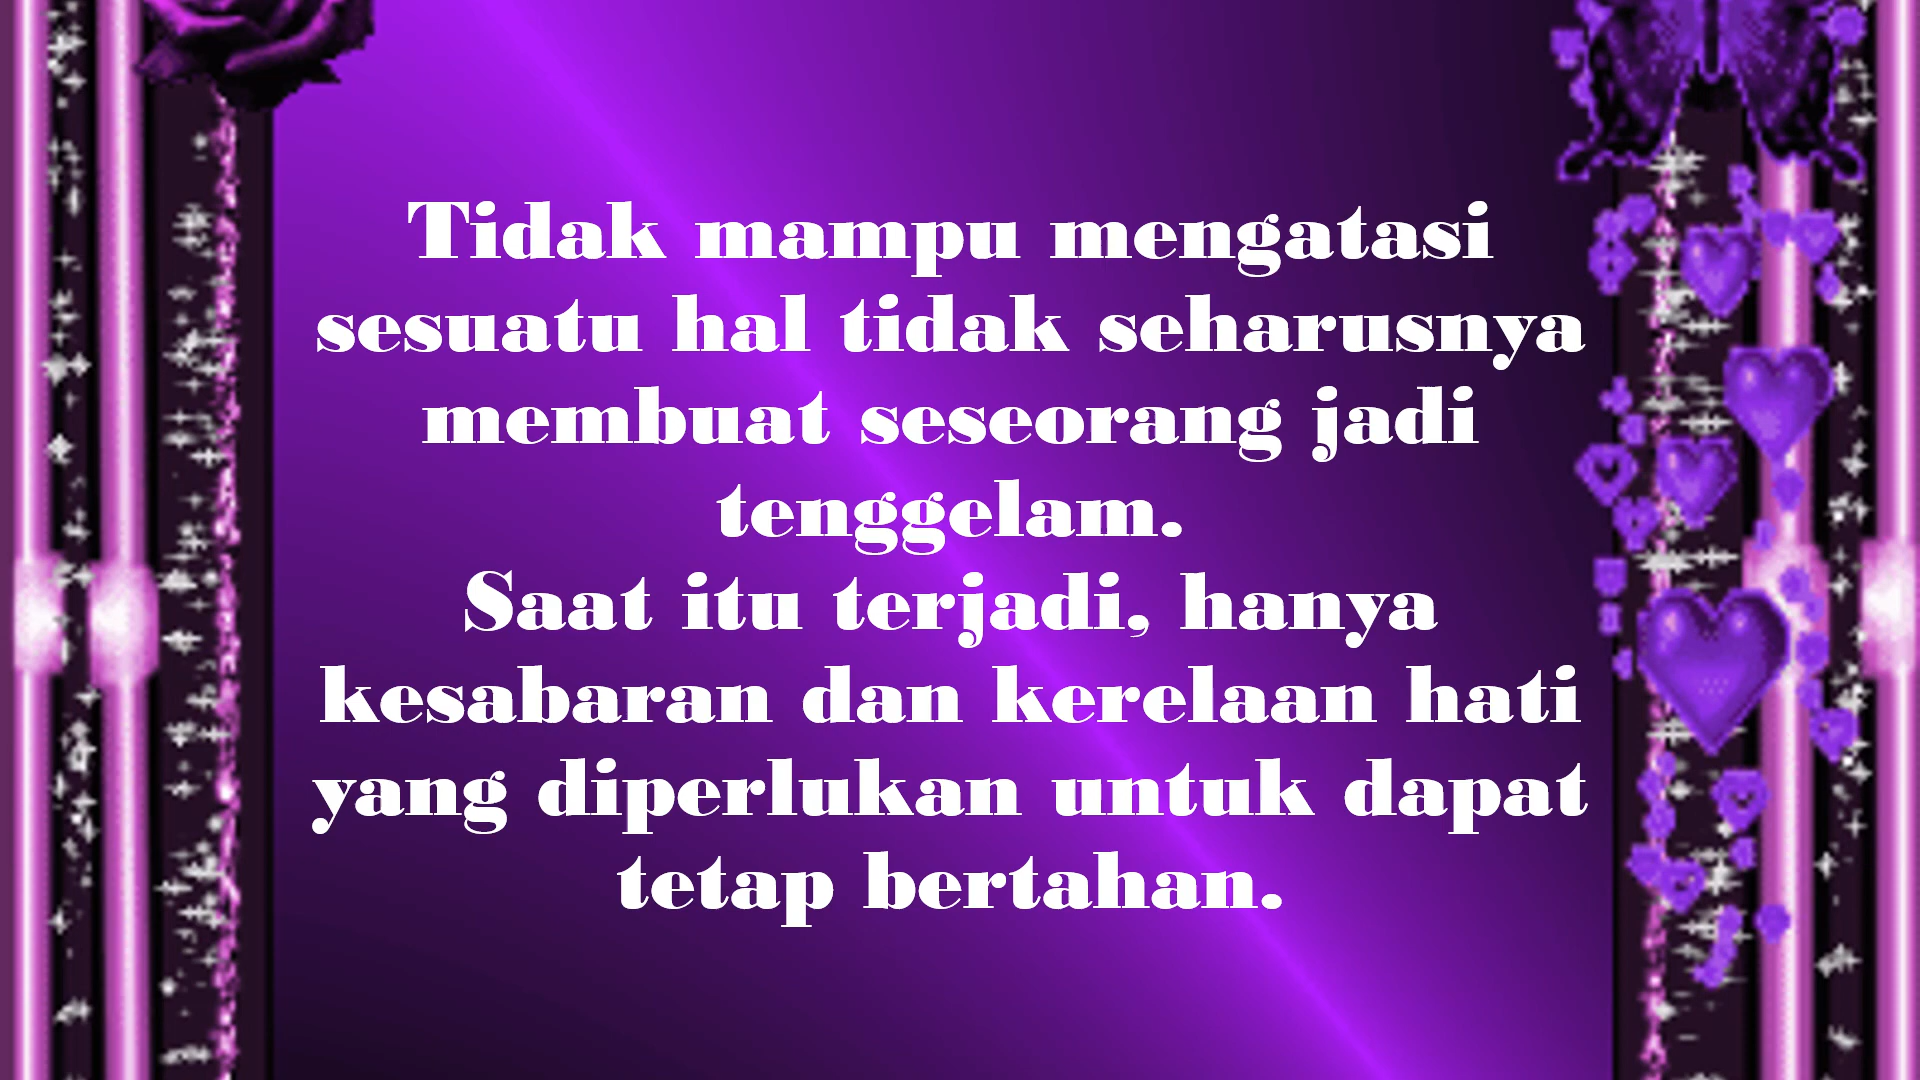 Tidak mampu mengatasi
sesuatu hal tidak seharusnya
membuat seseorang jadi
tenggelam.
Saat itu terjadi, hanya
kesabaran dan kerelaan hati
yang diperlukan untuk dapat
tetap bertahan.